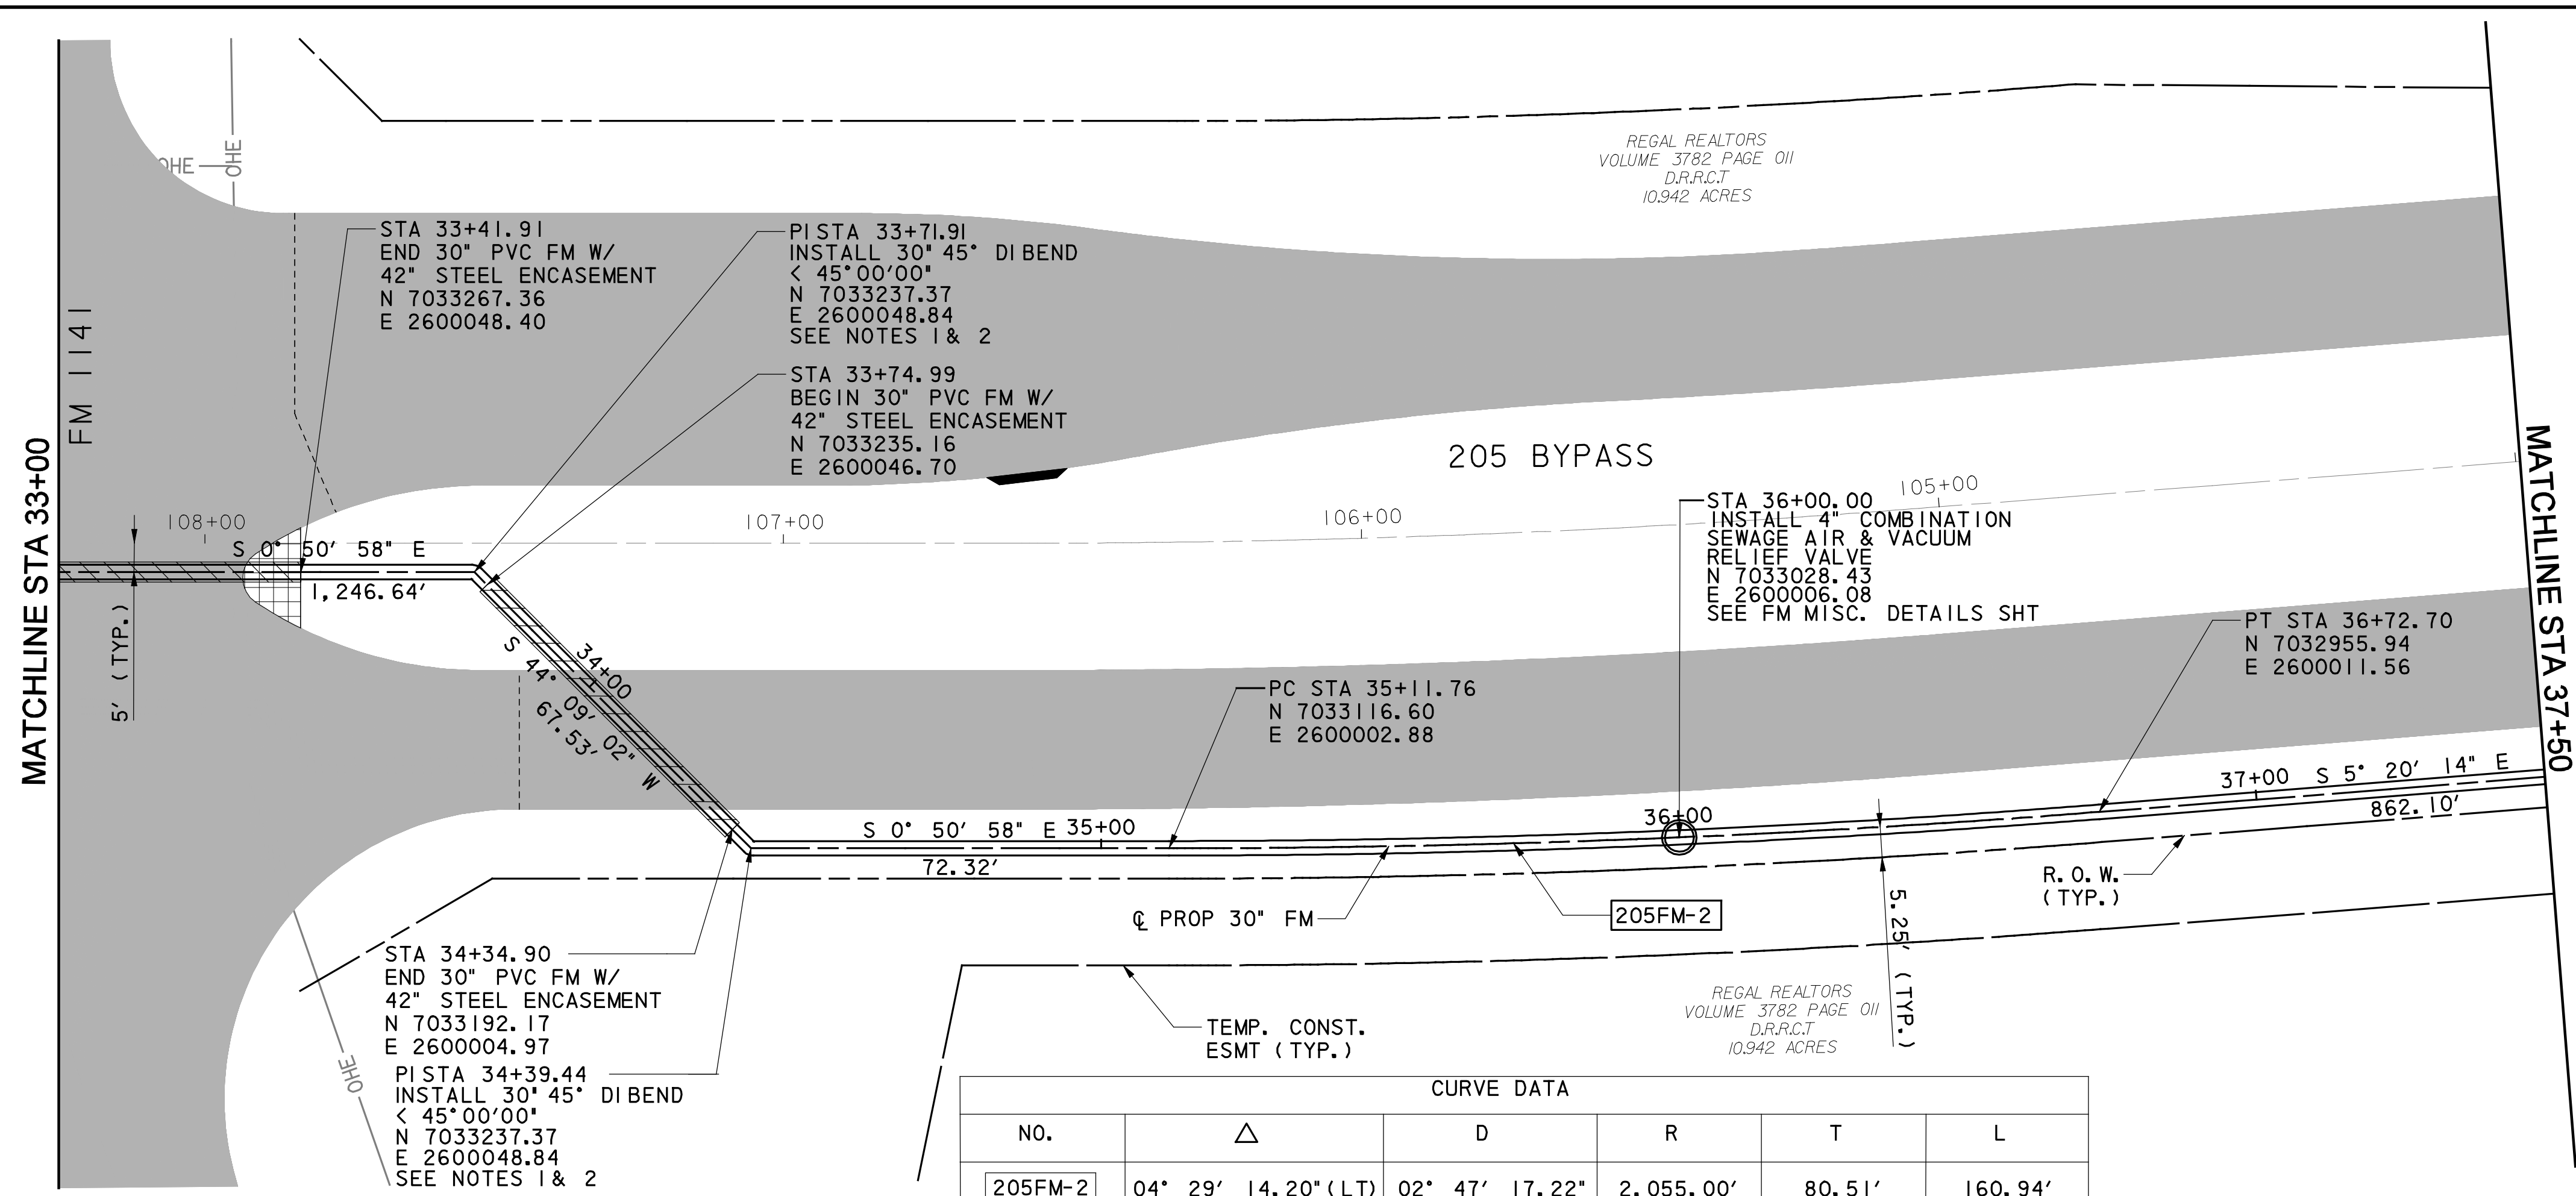 REGAL REALTORS
VOLUME 3782 PAGE 011
D.R.R.C.T
10.942 ACRES
OHE
OHE
STA 33+41.91
END 30" PVC FM W/
42" STEEL ENCASEMENT
N 7033267.36
E 2600048.40
PI STA 33+71.91
INSTALL 30" 45° DI BEND
< 45°00'00"
N 7033237.37
E 2600048.84
SEE NOTES 1 & 2
STA 33+74.99
BEGIN 30" PVC FM W/
42" STEEL ENCASEMENT
N 7033235.16
E 2600046.70
FM 1141
MATCHLINE STA 33+00
205 BYPASS
108+00
107+00
106+00
105+00
S 0° 50' 58" E
1,246.64'
5' (TYP.)
STA 36+00.00
INSTALL 4" COMBINATION
SEWAGE AIR & VACUUM
RELIEF VALVE
N 7033028.43
E 2600006.08
SEE FM MISC. DETAILS SHT
MATCHLINE STA 37+50
PT STA 36+72.70
N 7032955.94
E 2600011.56
34+00
S 44° 09' 02" W
67.53'
PC STA 35+11.76
N 7033116.60
E 2600002.88
S 0° 50' 58" E
35+00
72.32'
36+00
37+00
S 5° 20' 14" E
862.10'
R.O.W.
(TYP.)
℄ PROP 30" FM
205FM-2
5.25' (TYP.)
STA 34+34.90
END 30" PVC FM W/
42" STEEL ENCASEMENT
N 7033192.17
E 2600004.97
PI STA 34+39.44
INSTALL 30" 45° DI BEND
< 45°00'00"
N 7033237.37
E 2600048.84
SEE NOTES 1 & 2
OHE
TEMP. CONST.
ESMT (TYP.)
REGAL REALTORS
VOLUME 3782 PAGE 011
D.R.R.C.T
10.942 ACRES
CURVE DATA
NO. △ D R T L
205FM-2 04° 29' 14.20" (LT) 02° 47' 17.22" 2,055.00' 80.51' 160.94'